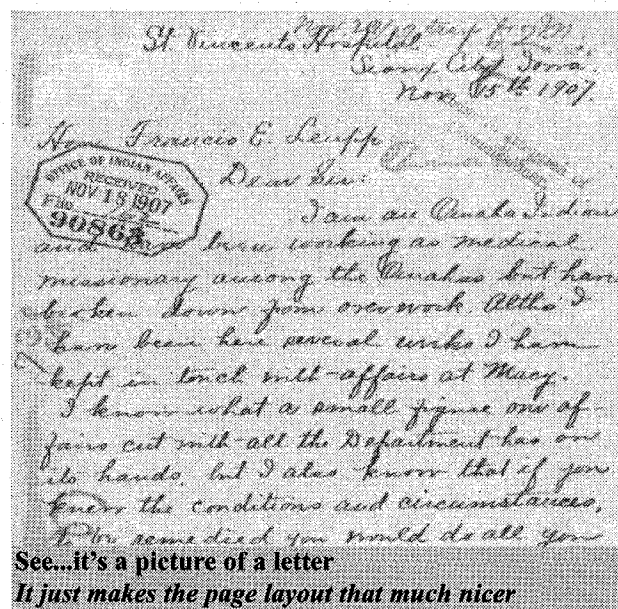 St. Vincents Hospital
Sioux City Iowa.
Nov. 15th 1907.
Hon Francis E. Leupp
Dear Sir:
OFFICE OF INDIAN AFFAIRS
RECEIVED
NOV 18 1907
FILE
90863
I am an Omaha Indian
and have been working as medical
missionary among the Omahas but have
broken down from overwork. Altho' I
have been here several weeks I have
kept in touch with affairs at Macy.
I know what a small figure our af-
fairs cut with all the Department has on
its hands, but I also know that if you
knew the conditions and circumstances,
to be remedied you would do all you
See...it's a picture of a letter
It just makes the page layout that much nicer